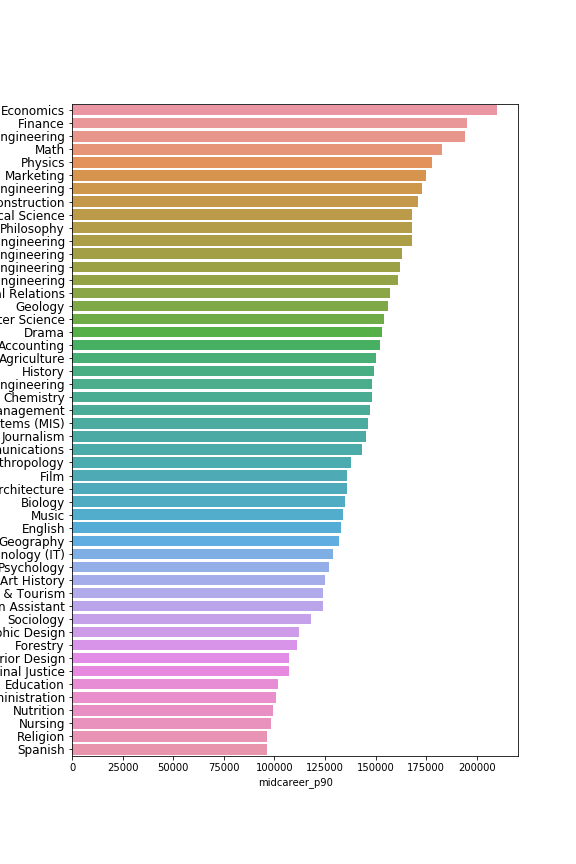 Economics
Finance
ngineering
Math
Physics
Marketing
ngineering
onstruction
cal Science
Philosophy
ngineering
ngineering
ngineering
ngineering
al Relations
Geology
ter Science
Drama
Accounting
Agriculture
History
ngineering
Chemistry
anagement
tems (MIS)
Journalism
unications
thropology
Film
rchitecture
Biology
Music
English
Geography
nology (IT)
Psychology
Art History
& Tourism
n Assistant
Sociology
phic Design
Forestry
rior Design
inal Justice
Education
ministration
Nutrition
Nursing
Religion
Spanish
0 25000 50000 75000 100000 125000 150000 175000 200000
midcareer_p90